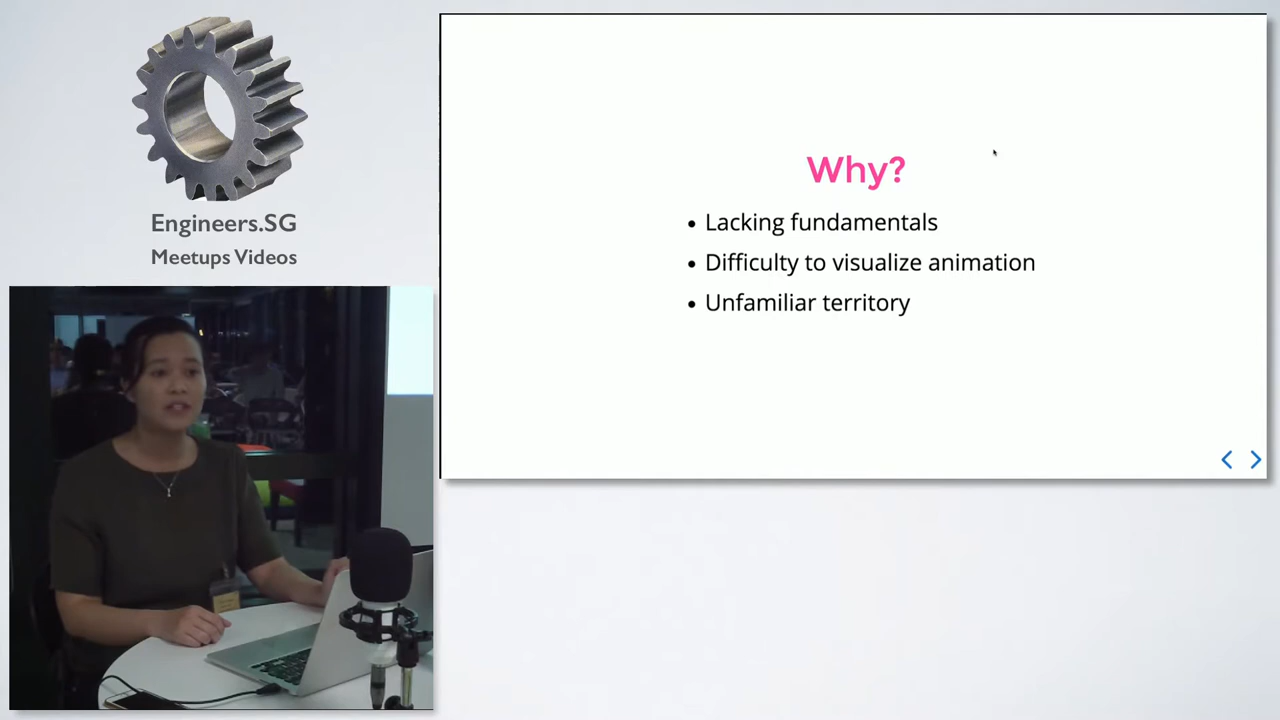 Engineers.SG
Meetups Videos
Why?
Lacking fundamentals
Difficulty to visualize animation
Unfamiliar territory